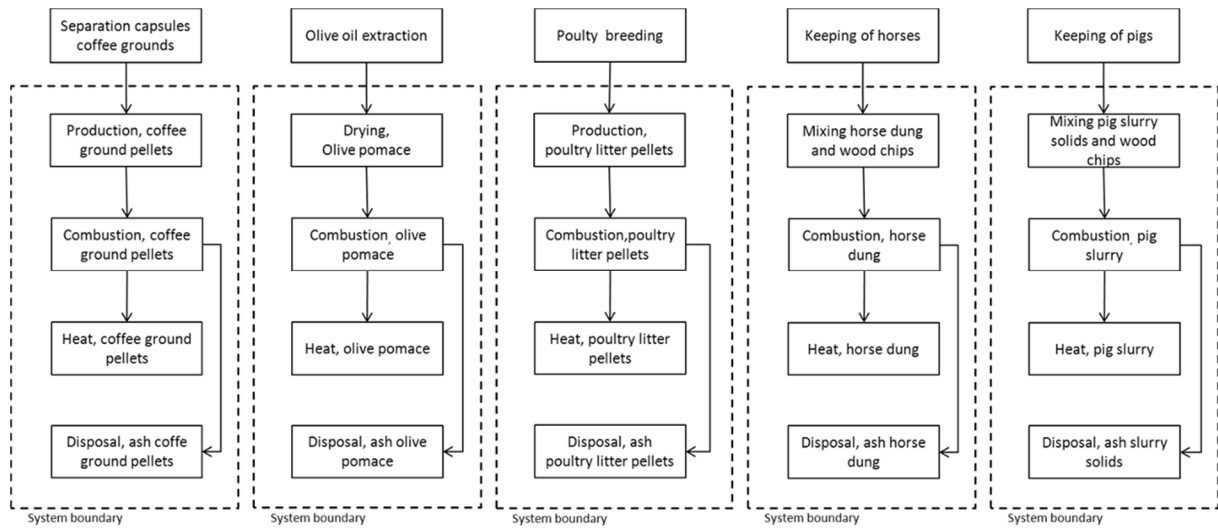 Separation capsules
coffee grounds
Olive oil extraction
Poulty breeding
Keeping of horses
Keeping of pigs
Production, coffee
ground pellets
Drying,
Olive pomace
Production,
poultry litter pellets
Mixing horse dung
and wood chips
Mixing pig slurry
solids and wood
chips
Combustion, coffee
ground pellets
Combustion, olive
pomace
Combustion,poultry
litter pellets
Combustion, horse
dung
Combustion, pig
slurry
Heat, coffee ground
pellets
Heat, olive pomace
Heat, poultry litter
pellets
Heat, horse dung
Heat, pig slurry
Disposal, ash coffe
ground pellets
Disposal, ash olive
pomace
Disposal, ash
poultry litter pellets
Disposal, ash horse
dung
Disposal, ash slurry
solids
System boundary
System boundary
System boundary
System boundary
System boundary